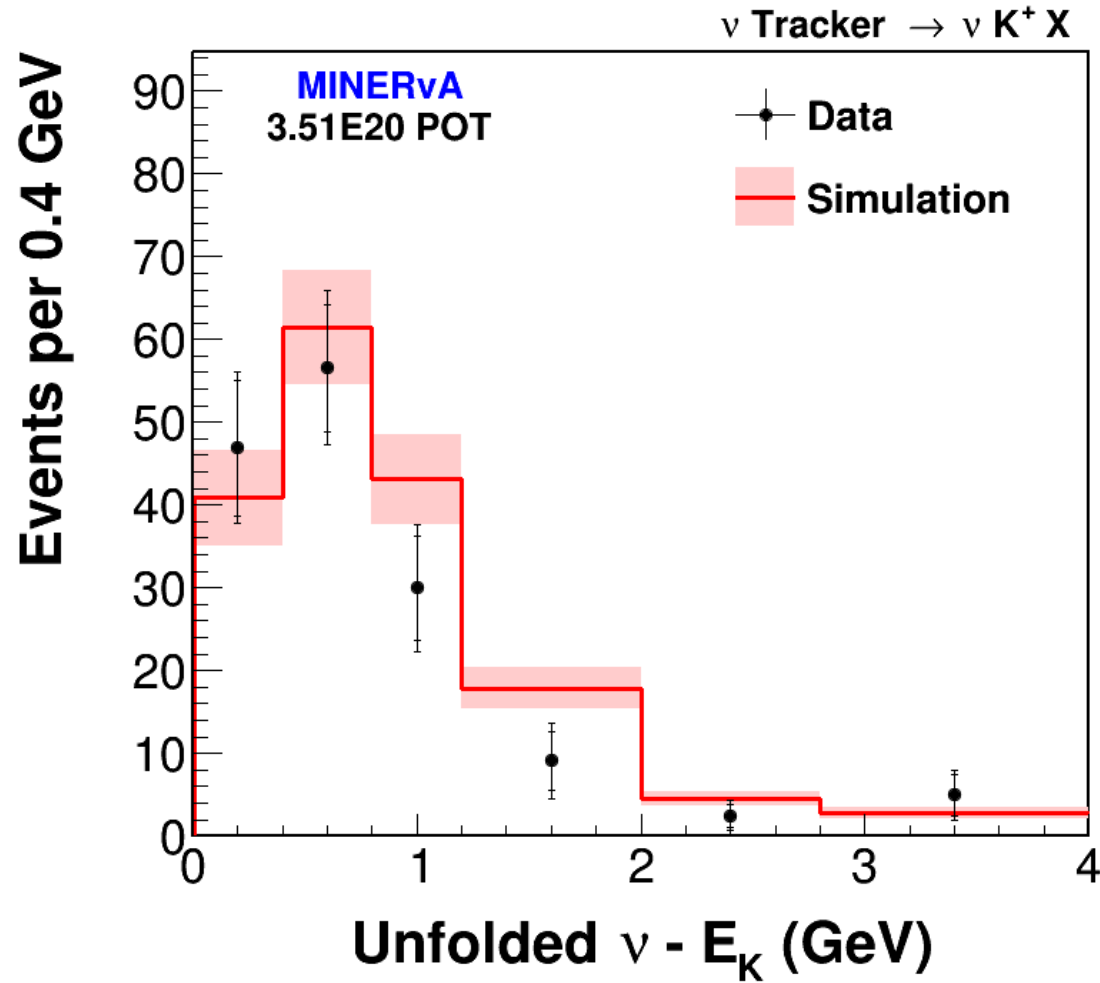 ν Tracker → ν K⁺ X
MINERνA
3.51E20 POT
Data
Simulation
Events per 0.4 GeV
90
80
70
60
50
40
30
20
10
0
0 1 2 3 4
Unfolded ν - E_K (GeV)